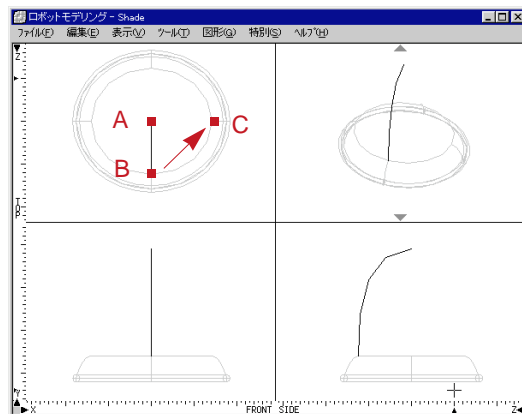 ロボットモデリング - Shade
ファイル(F) 編集(E) 表示(V) ツール(T) 図形(G) 特別(S) ヘルプ(H)
Z
A
C
B
TOP
Y
X
FRONT SIDE
Z